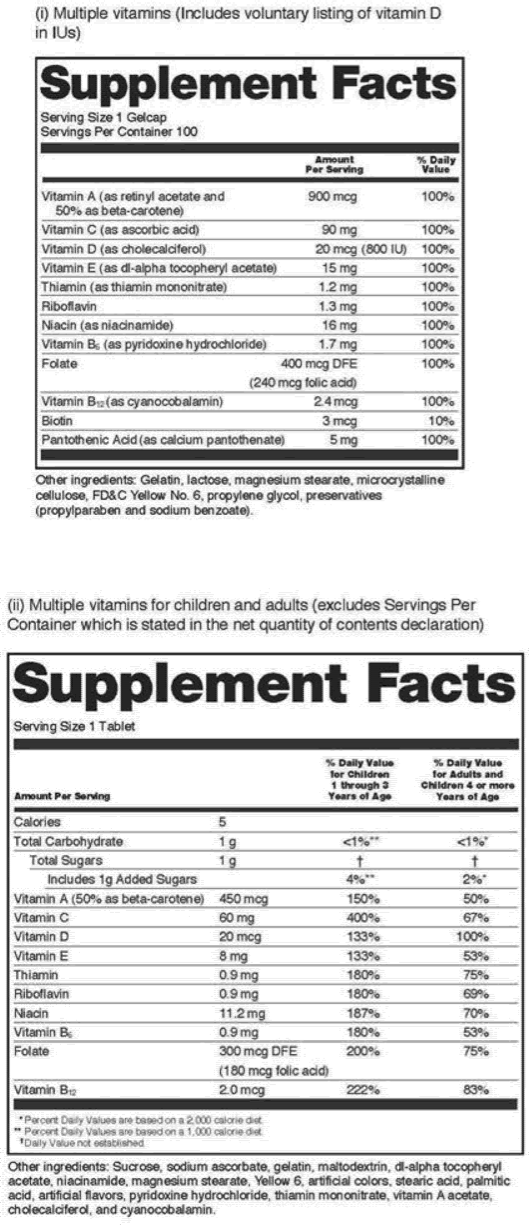 (i) Multiple vitamins (Includes voluntary listing of vitamin D
in IUs)
Supplement Facts
Serving Size 1 Gelcap
Servings Per Container 100
Amount Per Serving % Daily Value
Vitamin A (as retinyl acetate and 900 mcg 100%
50% as beta-carotene)
Vitamin C (as ascorbic acid) 90 mg 100%
Vitamin D (as cholecalciferol) 20 mcg (800 IU) 100%
Vitamin E (as dl-alpha tocopheryl acetate) 15 mg 100%
Thiamin (as thiamin mononitrate) 1.2 mg 100%
Riboflavin 1.3 mg 100%
Niacin (as niacinamide) 16 mg 100%
Vitamin B6 (as pyridoxine hydrochloride) 1.7 mg 100%
Folate 400 mcg DFE 100%
(240 mcg folic acid)
Vitamin B12 (as cyanocobalamin) 2.4 mcg 100%
Biotin 3 mcg 10%
Pantothenic Acid (as calcium pantothenate) 5 mg 100%
Other ingredients: Gelatin, lactose, magnesium stearate, microcrystalline
cellulose, FD&C Yellow No. 6, propylene glycol, preservatives
(propylparaben and sodium benzoate).
(ii) Multiple vitamins for children and adults (excludes Servings Per
Container which is stated in the net quantity of contents declaration)
Supplement Facts
Serving Size 1 Tablet
Amount Per Serving % Daily Value for Children 1 through 3 Years of Age % Daily Value for Adults and Children 4 or more Years of Age
Calories 5
Total Carbohydrate 1 g <1%** <1%*
Total Sugars 1 g † †
Includes 1g Added Sugars 4%** 2%*
Vitamin A (50% as beta-carotene) 450 mcg 150% 50%
Vitamin C 60 mg 400% 67%
Vitamin D 20 mcg 133% 100%
Vitamin E 8 mg 133% 53%
Thiamin 0.9 mg 180% 75%
Riboflavin 0.9 mg 180% 69%
Niacin 11.2 mg 187% 70%
Vitamin B6 0.9 mg 180% 53%
Folate 300 mcg DFE 200% 75%
(180 mcg folic acid)
Vitamin B12 2.0 mcg 222% 83%
*Percent Daily Values are based on a 2,000 calorie diet.
**Percent Daily Values are based on a 1,000 calorie diet.
†Daily Value not established.
Other ingredients: Sucrose, sodium ascorbate, gelatin, maltodextrin, dl-alpha tocopheryl
acetate, niacinamide, magnesium stearate, Yellow 6, artificial colors, stearic acid, palmitic
acid, artificial flavors, pyridoxine hydrochloride, thiamin mononitrate, vitamin A acetate,
cholecalciferol, and cyanocobalamin.